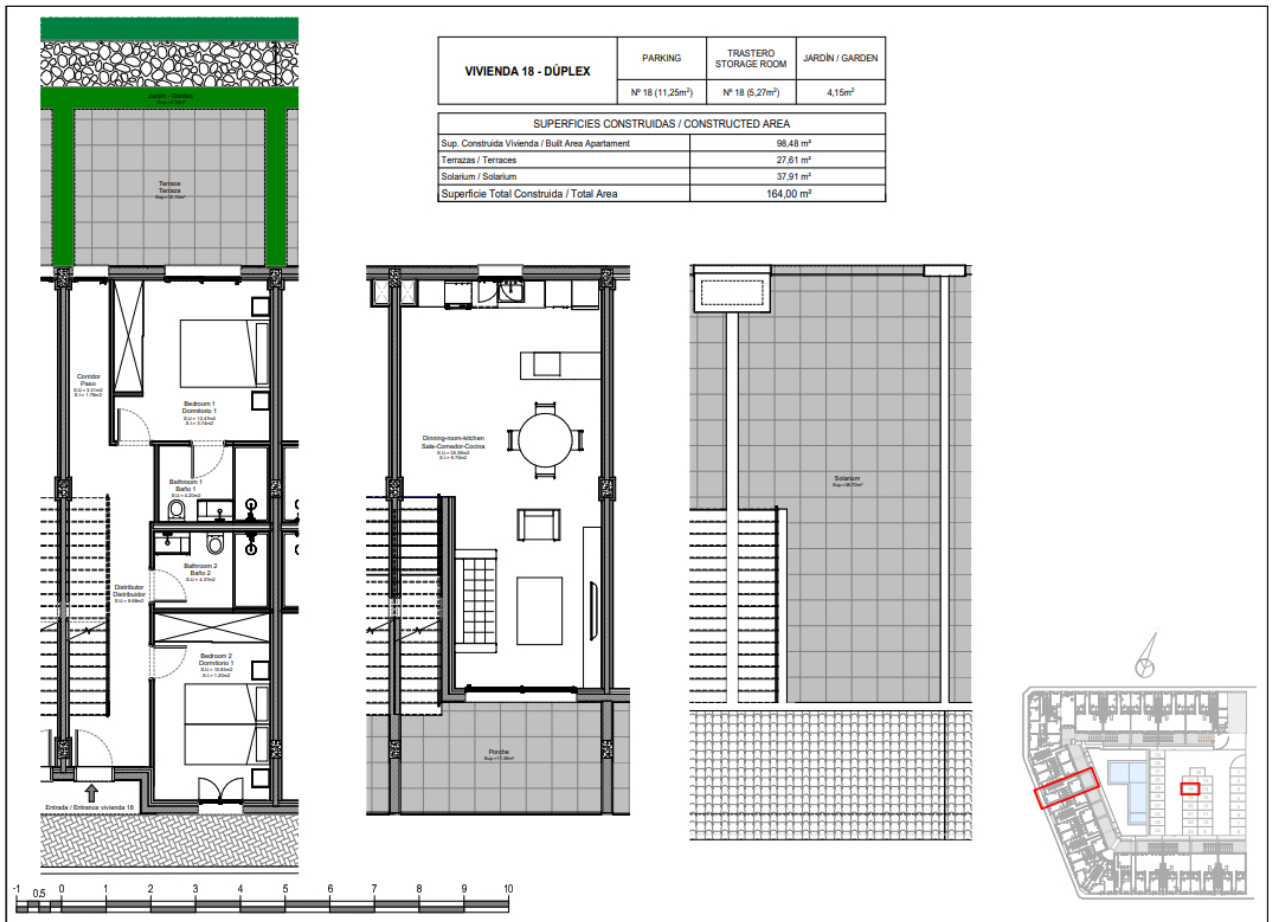 VIVIENDA 18 - DÚPLEX
PARKING
TRASTERO
STORAGE ROOM
JARDÍN / GARDEN
Nº 18 (11,25m²)
Nº 18 (5,27m²)
4,15m²
SUPERFICIES CONSTRUIDAS / CONSTRUCTED AREA
Sup. Construida Vivienda / Built Area Apartament
98,48 m²
Terrazas / Terraces
27,61 m²
Solarium / Solarium
37,91 m²
Superficie Total Construida / Total Area
164,00 m²
Jardín - Garden
Terrace
Terraza
Corridor
Paso
Bedroom 1
Dormitorio 1
Bathroom 1
Baño 1
Bathroom 2
Baño 2
Distributor
Distribuidor
Bedroom 2
Dormitorio 1
Entrada / Entrance vivienda 18
Dinning-room-kitchen
Sala-Comedor-Cocina
Porche
Solarium
-1 0.5 0 1 2 3 4 5 6 7 8 9 10